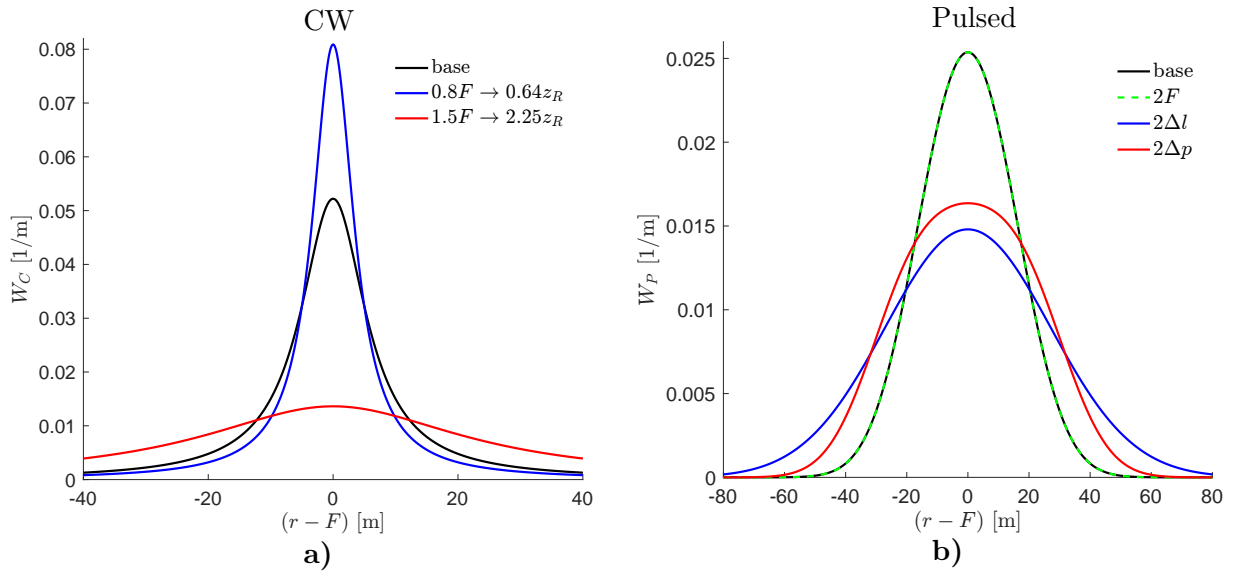 CW
0.08
0.07
0.06
0.05
0.04
0.03
0.02
0.01
0
W_C [1/m]
base
0.8F → 0.64z_R
1.5F → 2.25z_R
-40
-20
0
20
40
(r − F) [m]
a)
Pulsed
0.025
0.02
0.015
0.01
0.005
0
W_P [1/m]
base
2F
2Δl
2Δp
-80
-60
-40
-20
0
20
40
60
80
(r − F) [m]
b)